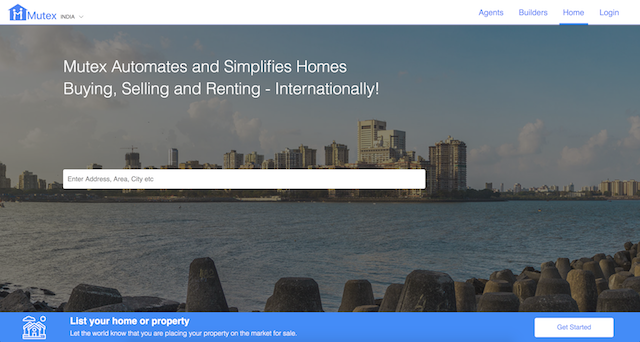 Mutex INDIA
Agents Builders Home Login
Mutex Automates and Simplifies Homes
Buying, Selling and Renting - Internationally!
Enter Address, Area, City etc
List your home or property
Let the world know that you are placing your property on the market for sale.
Get Started